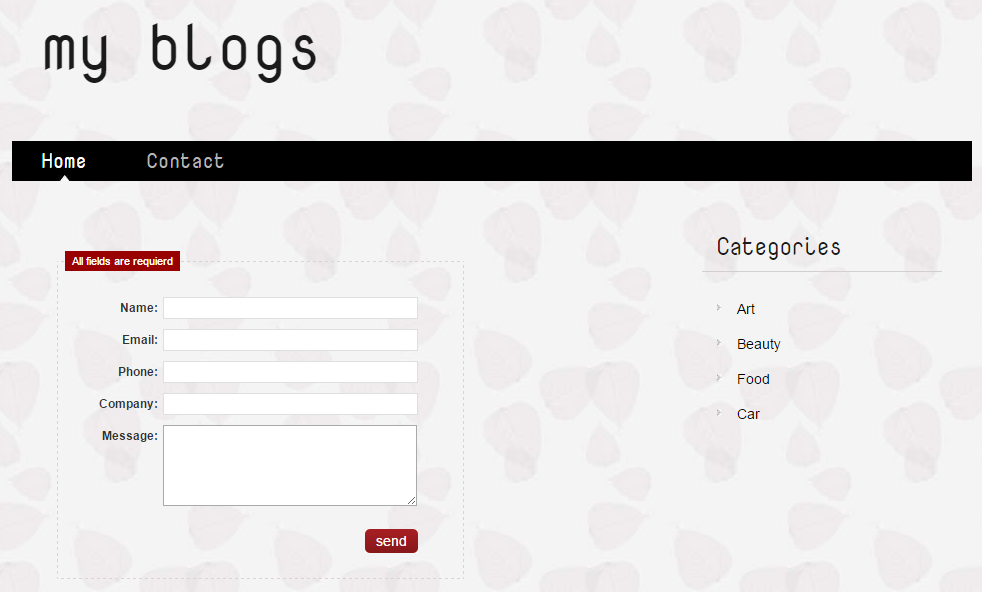 my blogs
Home Contact
All fields are requierd
Name:
Email:
Phone:
Company:
Message:
send
Categories
Art
Beauty
Food
Car